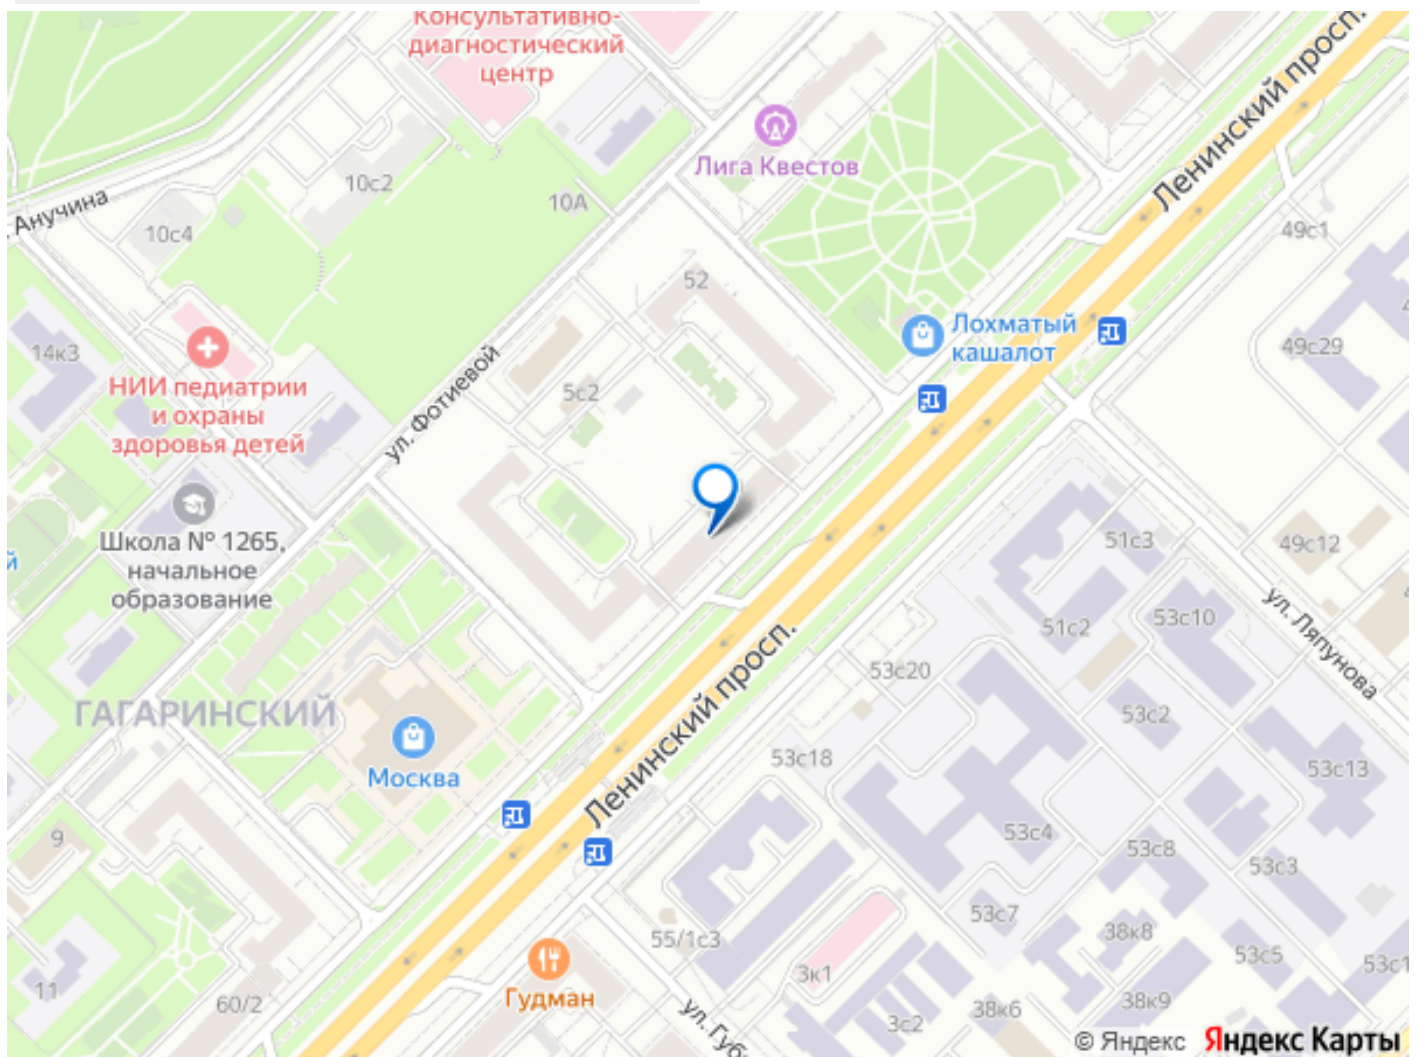 Консультативно-
диагностический
центр
Ленинский просп.
Лига Квестов
10с2
10А
. Анучина
10с4
49с1
52
Лохматый
кашалот
49с29
14к3
НИИ педиатрии
и охраны
здоровья детей
ул. Фотиевой
5с2
Школа № 1265,
начальное
образование
й
51с3
49с12
51с2
53с10
ул. Ляпунова
53с20
ГАГАРИНСКИЙ
53с2
Москва
Ленинский просп.
53с18
53с13
9
53с4
53с8
53с3
53с7
55/1с3
38к8
53с5
53с1
3к1
11
60/2
Гудман
ул. Губ
3с2
38к6
38к9
© Яндекс Яндекс Карты